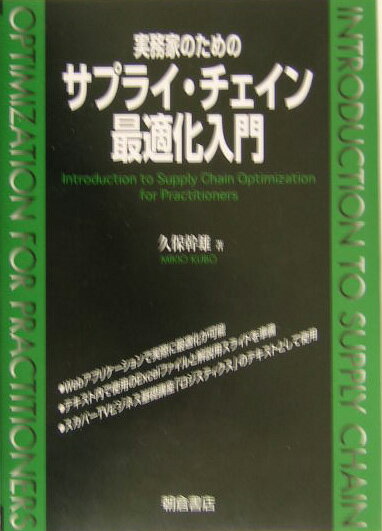 実務家のための
サプライ・チェイン
最適化入門
Introduction to Supply Chain Optimization
for Practitioners
久保幹雄 著
MIKIO KUBO
◆Webアプリケーションで実際に最適化が可能
◆テキスト内で使用のExcelファイルと解説用スライドを準備
◆スカパーTVビジネス基礎講座「ロジスティクス」のテキストとして使用
朝倉書店
INTRODUCTION TO SUPPLY CHAIN
OPTIMIZATION FOR PRACTITIONERS